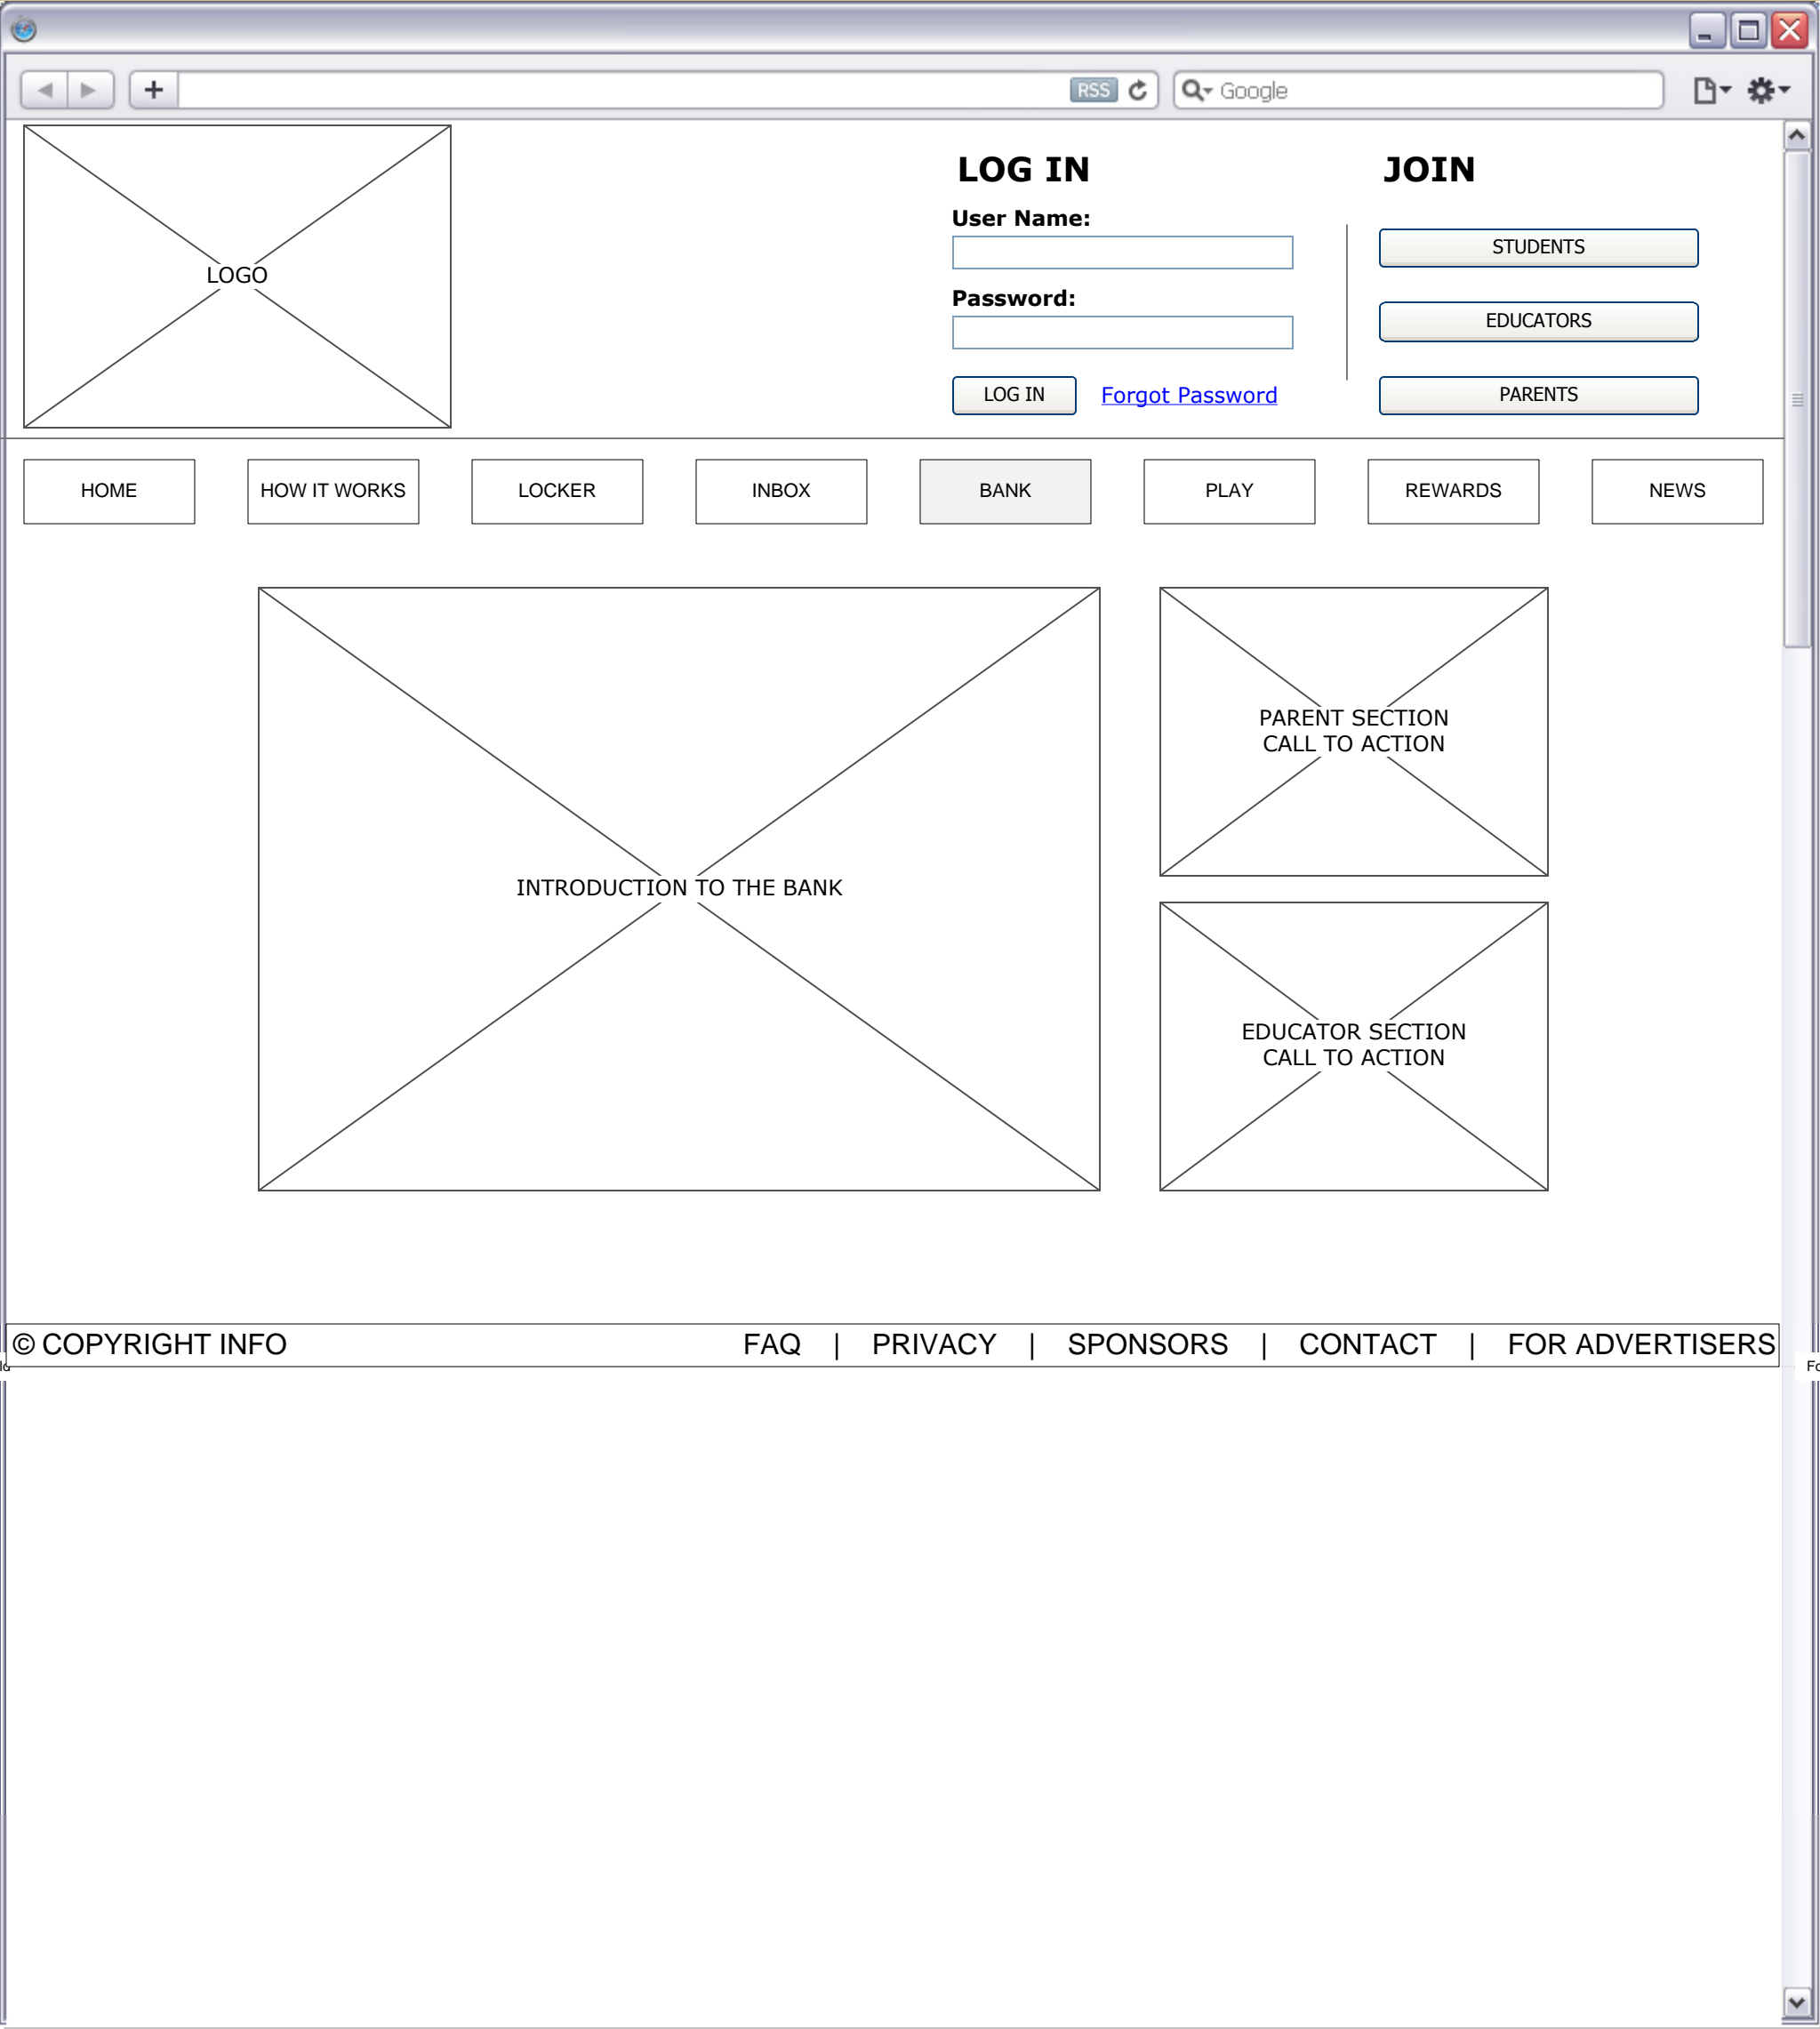 RSS
Google
LOGO
LOG IN
User Name:
Password:
LOG IN Forgot Password
JOIN
STUDENTS
EDUCATORS
PARENTS
HOME HOW IT WORKS LOCKER INBOX BANK PLAY REWARDS NEWS
INTRODUCTION TO THE BANK
PARENT SECTION
CALL TO ACTION
EDUCATOR SECTION
CALL TO ACTION
© COPYRIGHT INFO FAQ | PRIVACY | SPONSORS | CONTACT | FOR ADVERTISERS